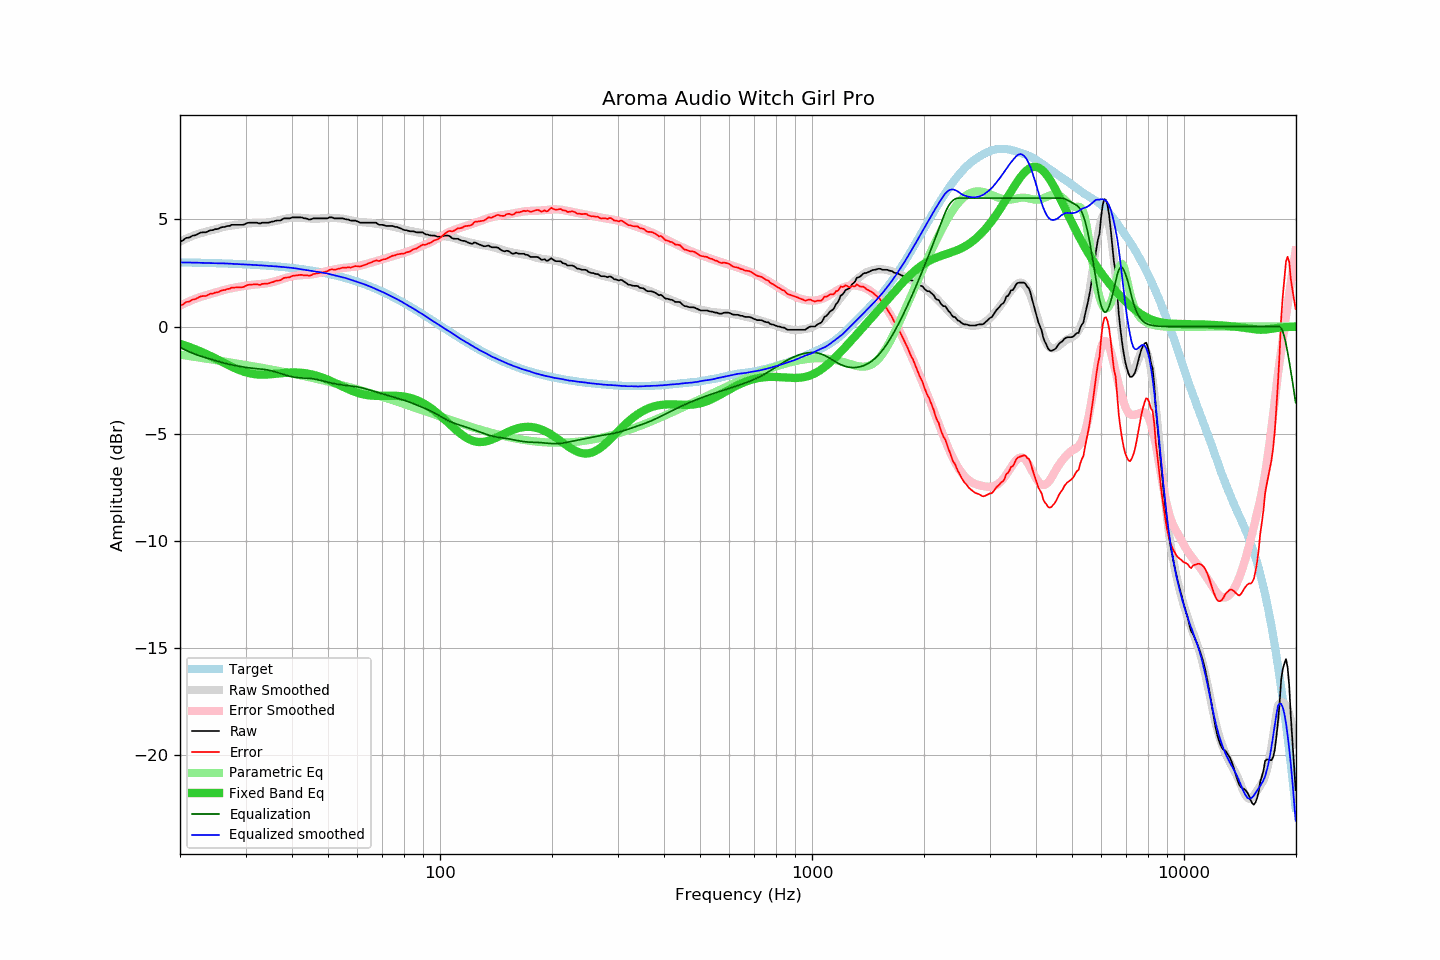 Aroma Audio Witch Girl Pro
Amplitude (dBr)
5
0
−5
−10
−15
−20
Target
Raw Smoothed
Error Smoothed
Raw
Error
Parametric Eq
Fixed Band Eq
Equalization
Equalized smoothed
100 1000 10000
Frequency (Hz)